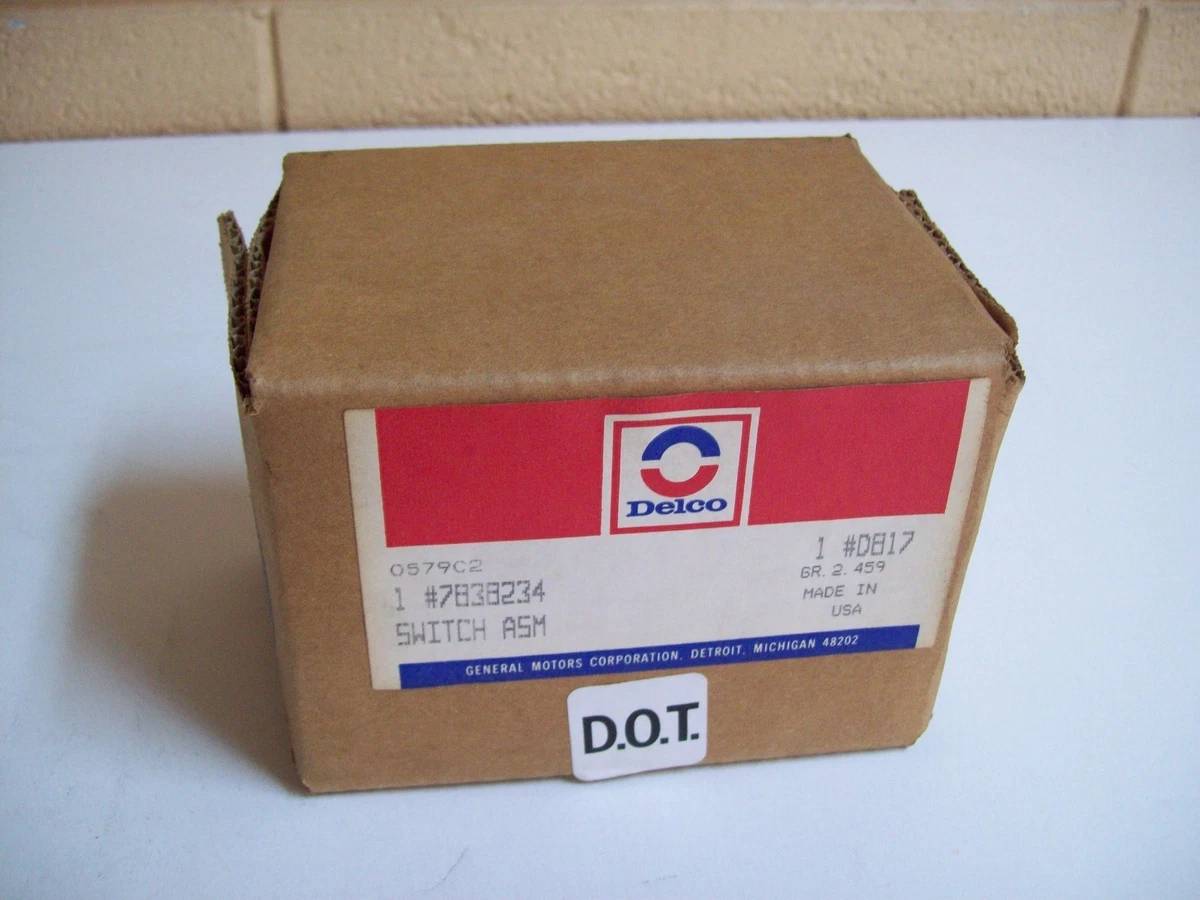 Delco
0579C2
1 #7838234
SWITCH ASM
1 #D817
GR. 2. 459
MADE IN
USA
GENERAL MOTORS CORPORATION, DETROIT, MICHIGAN 48202
D.O.T.